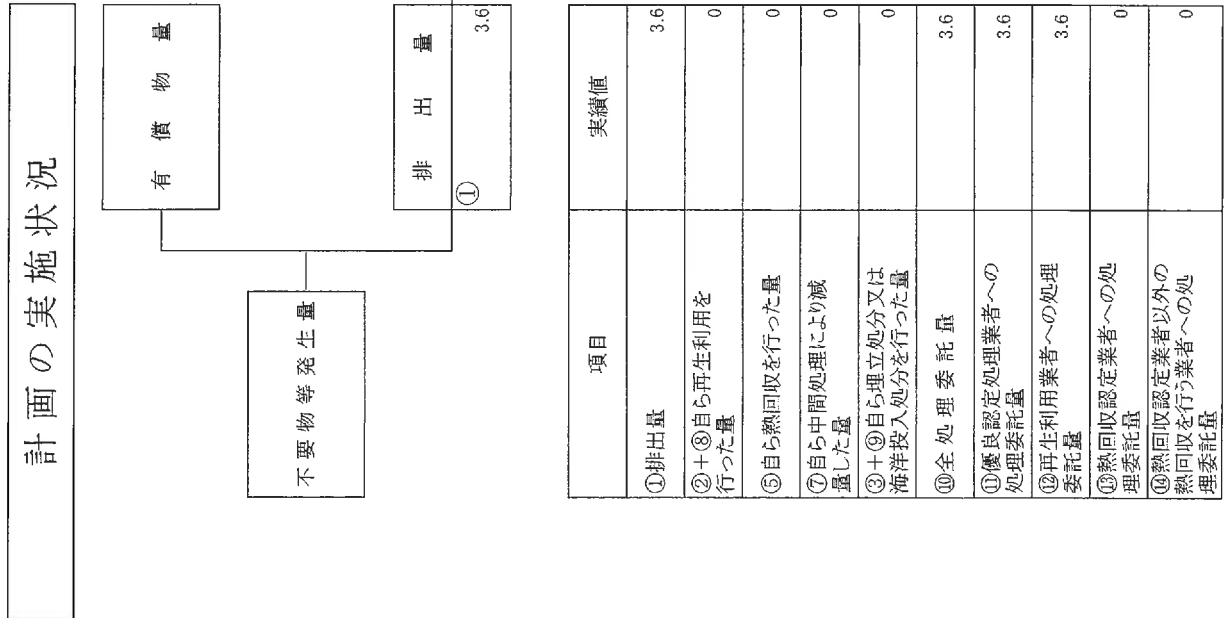 計画の実施状況
有償物量
不要物等発生量
排出量
①
3.6
項目
実績値
①排出量
3.6
②+⑧自ら再生利用を
行った量
0
⑤自ら熱回収を行った量
0
⑦自ら中間処理により減
量した量
0
③+⑨自ら埋立処分又は
海洋投入処分を行った量
0
⑩全処理委託量
3.6
⑪優良認定処理業者への
処理委託量
3.6
⑫再生利用業者への処理
委託量
3.6
⑬熱回収認定業者への処
理委託量
0
⑭熱回収認定業者以外の
熱回収を行う業者への処
理委託量
0